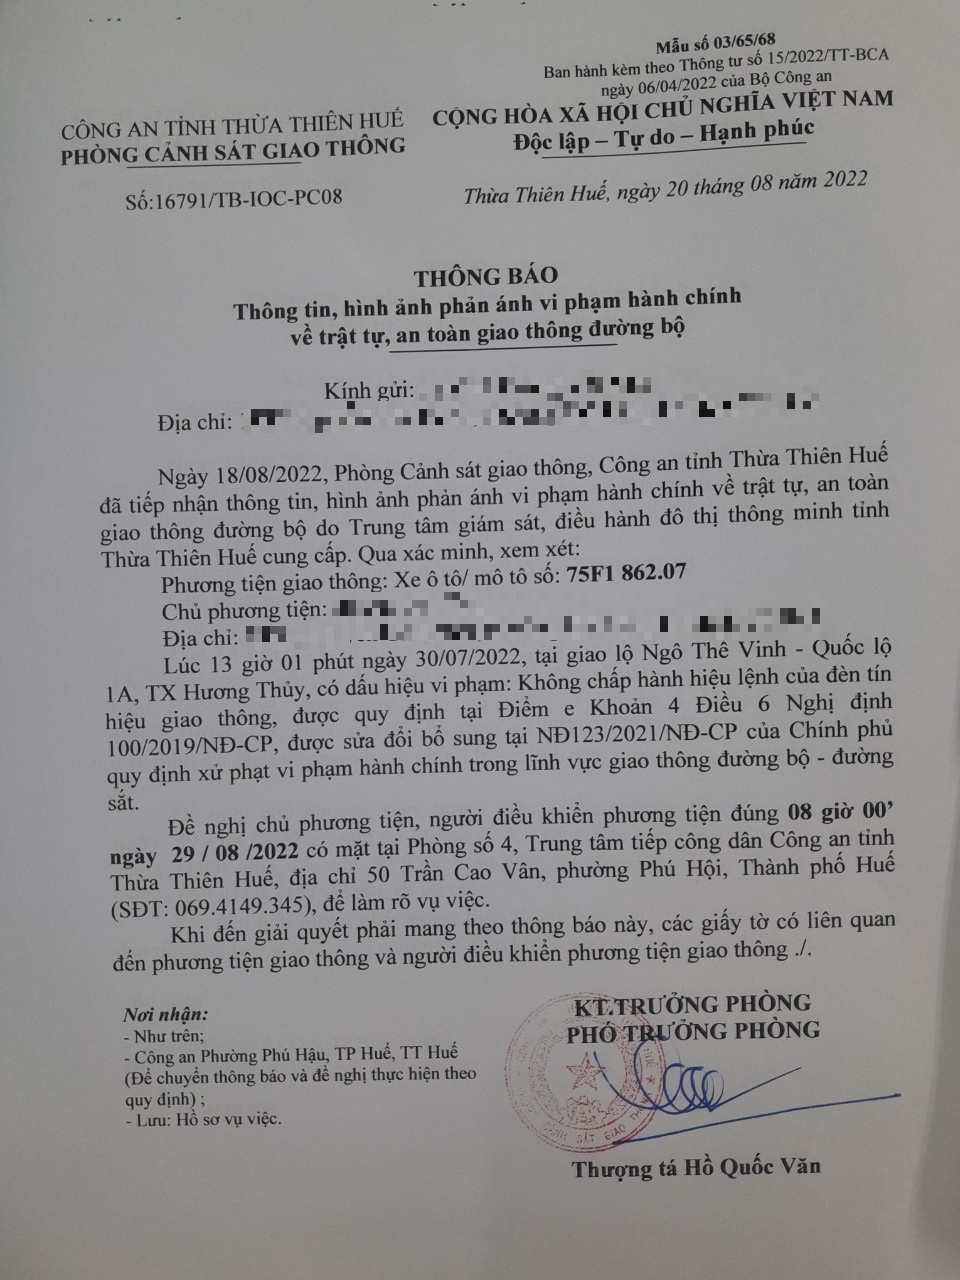 Mẫu số 03/65/68
Ban hành kèm theo Thông tư số 15/2022/TT-BCA
ngày 06/04/2022 của Bộ Công an
CÔNG AN TỈNH THỪA THIÊN HUẾ
PHÒNG CẢNH SÁT GIAO THÔNG
CỘNG HÒA XÃ HỘI CHỦ NGHĨA VIỆT NAM
Độc lập – Tự do – Hạnh phúc
Số:16791/TB-IOC-PC08
Thừa Thiên Huế, ngày 20 tháng 08 năm 2022
THÔNG BÁO
Thông tin, hình ảnh phản ánh vi phạm hành chính
về trật tự, an toàn giao thông đường bộ
Kính gửi:
Địa chỉ:
Ngày 18/08/2022, Phòng Cảnh sát giao thông, Công an tỉnh Thừa Thiên Huế
đã tiếp nhận thông tin, hình ảnh phản ánh vi phạm hành chính về trật tự, an toàn
giao thông đường bộ do Trung tâm giám sát, điều hành đô thị thông minh tỉnh
Thừa Thiên Huế cung cấp. Qua xác minh, xem xét:
Phương tiện giao thông: Xe ô tô/ mô tô số: 75F1 862.07
Chủ phương tiện:
Địa chỉ:
Lúc 13 giờ 01 phút ngày 30/07/2022, tại giao lộ Ngô Thê Vinh - Quốc lộ
1A, TX Hương Thủy, có dấu hiệu vi phạm: Không chấp hành hiệu lệnh của đèn tín
hiệu giao thông, được quy định tại Điểm e Khoản 4 Điều 6 Nghị định
100/2019/NĐ-CP, được sửa đổi bổ sung tại NĐ123/2021/NĐ-CP của Chính phủ
quy định xử phạt vi phạm hành chính trong lĩnh vực giao thông đường bộ - đường
sắt.
Đề nghị chủ phương tiện, người điều khiển phương tiện đúng 08 giờ 00’
ngày 29 / 08 /2022 có mặt tại Phòng số 4, Trung tâm tiếp công dân Công an tỉnh
Thừa Thiên Huế, địa chỉ 50 Trần Cao Vân, phường Phú Hội, Thành phố Huế
(SĐT: 069.4149.345), để làm rõ vụ việc.
Khi đến giải quyết phải mang theo thông báo này, các giấy tờ có liên quan
đến phương tiện giao thông và người điều khiển phương tiện giao thông ./.
Nơi nhận:
- Như trên;
- Công an Phường Phú Hậu, TP Huế, TT Huế
(Để chuyển thông báo và đề nghị thực hiện theo
quy định) ;
- Lưu: Hồ sơ vụ việc.
KT.TRƯỞNG PHÒNG
PHÓ TRƯỞNG PHÒNG
CẢNH SÁT GIAO
Thượng tá Hồ Quốc Văn